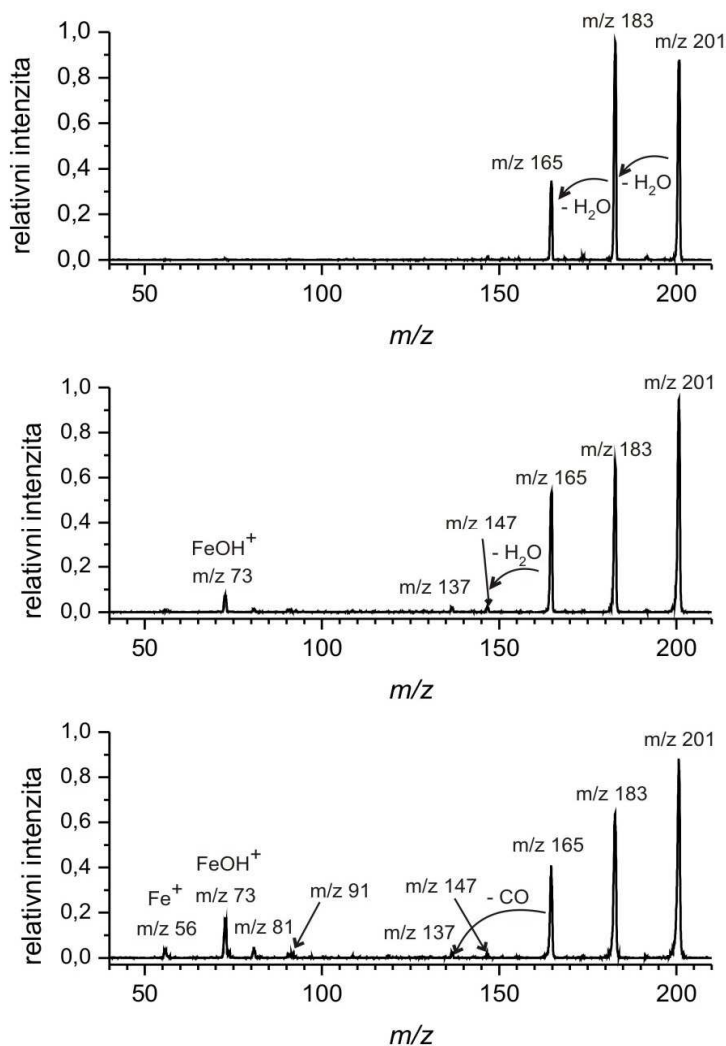 m/z 183
m/z 201
1,0
0,8
0,6
0,4
0,2
0,0
m/z 165
- H₂O
- H₂O
relativni intenzita
50 100 150 200
m/z
1,0
0,8
0,6
0,4
0,2
0,0
m/z 201
m/z 183
m/z 165
m/z 147
- H₂O
FeOH⁺
m/z 73
m/z 137
relativni intenzita
50 100 150 200
m/z
1,0
0,8
0,6
0,4
0,2
0,0
m/z 201
m/z 183
m/z 165
FeOH⁺
Fe⁺
m/z 73
m/z 91
m/z 147
- CO
m/z 56
m/z 81
m/z 137
relativni intenzita
50 100 150 200
m/z